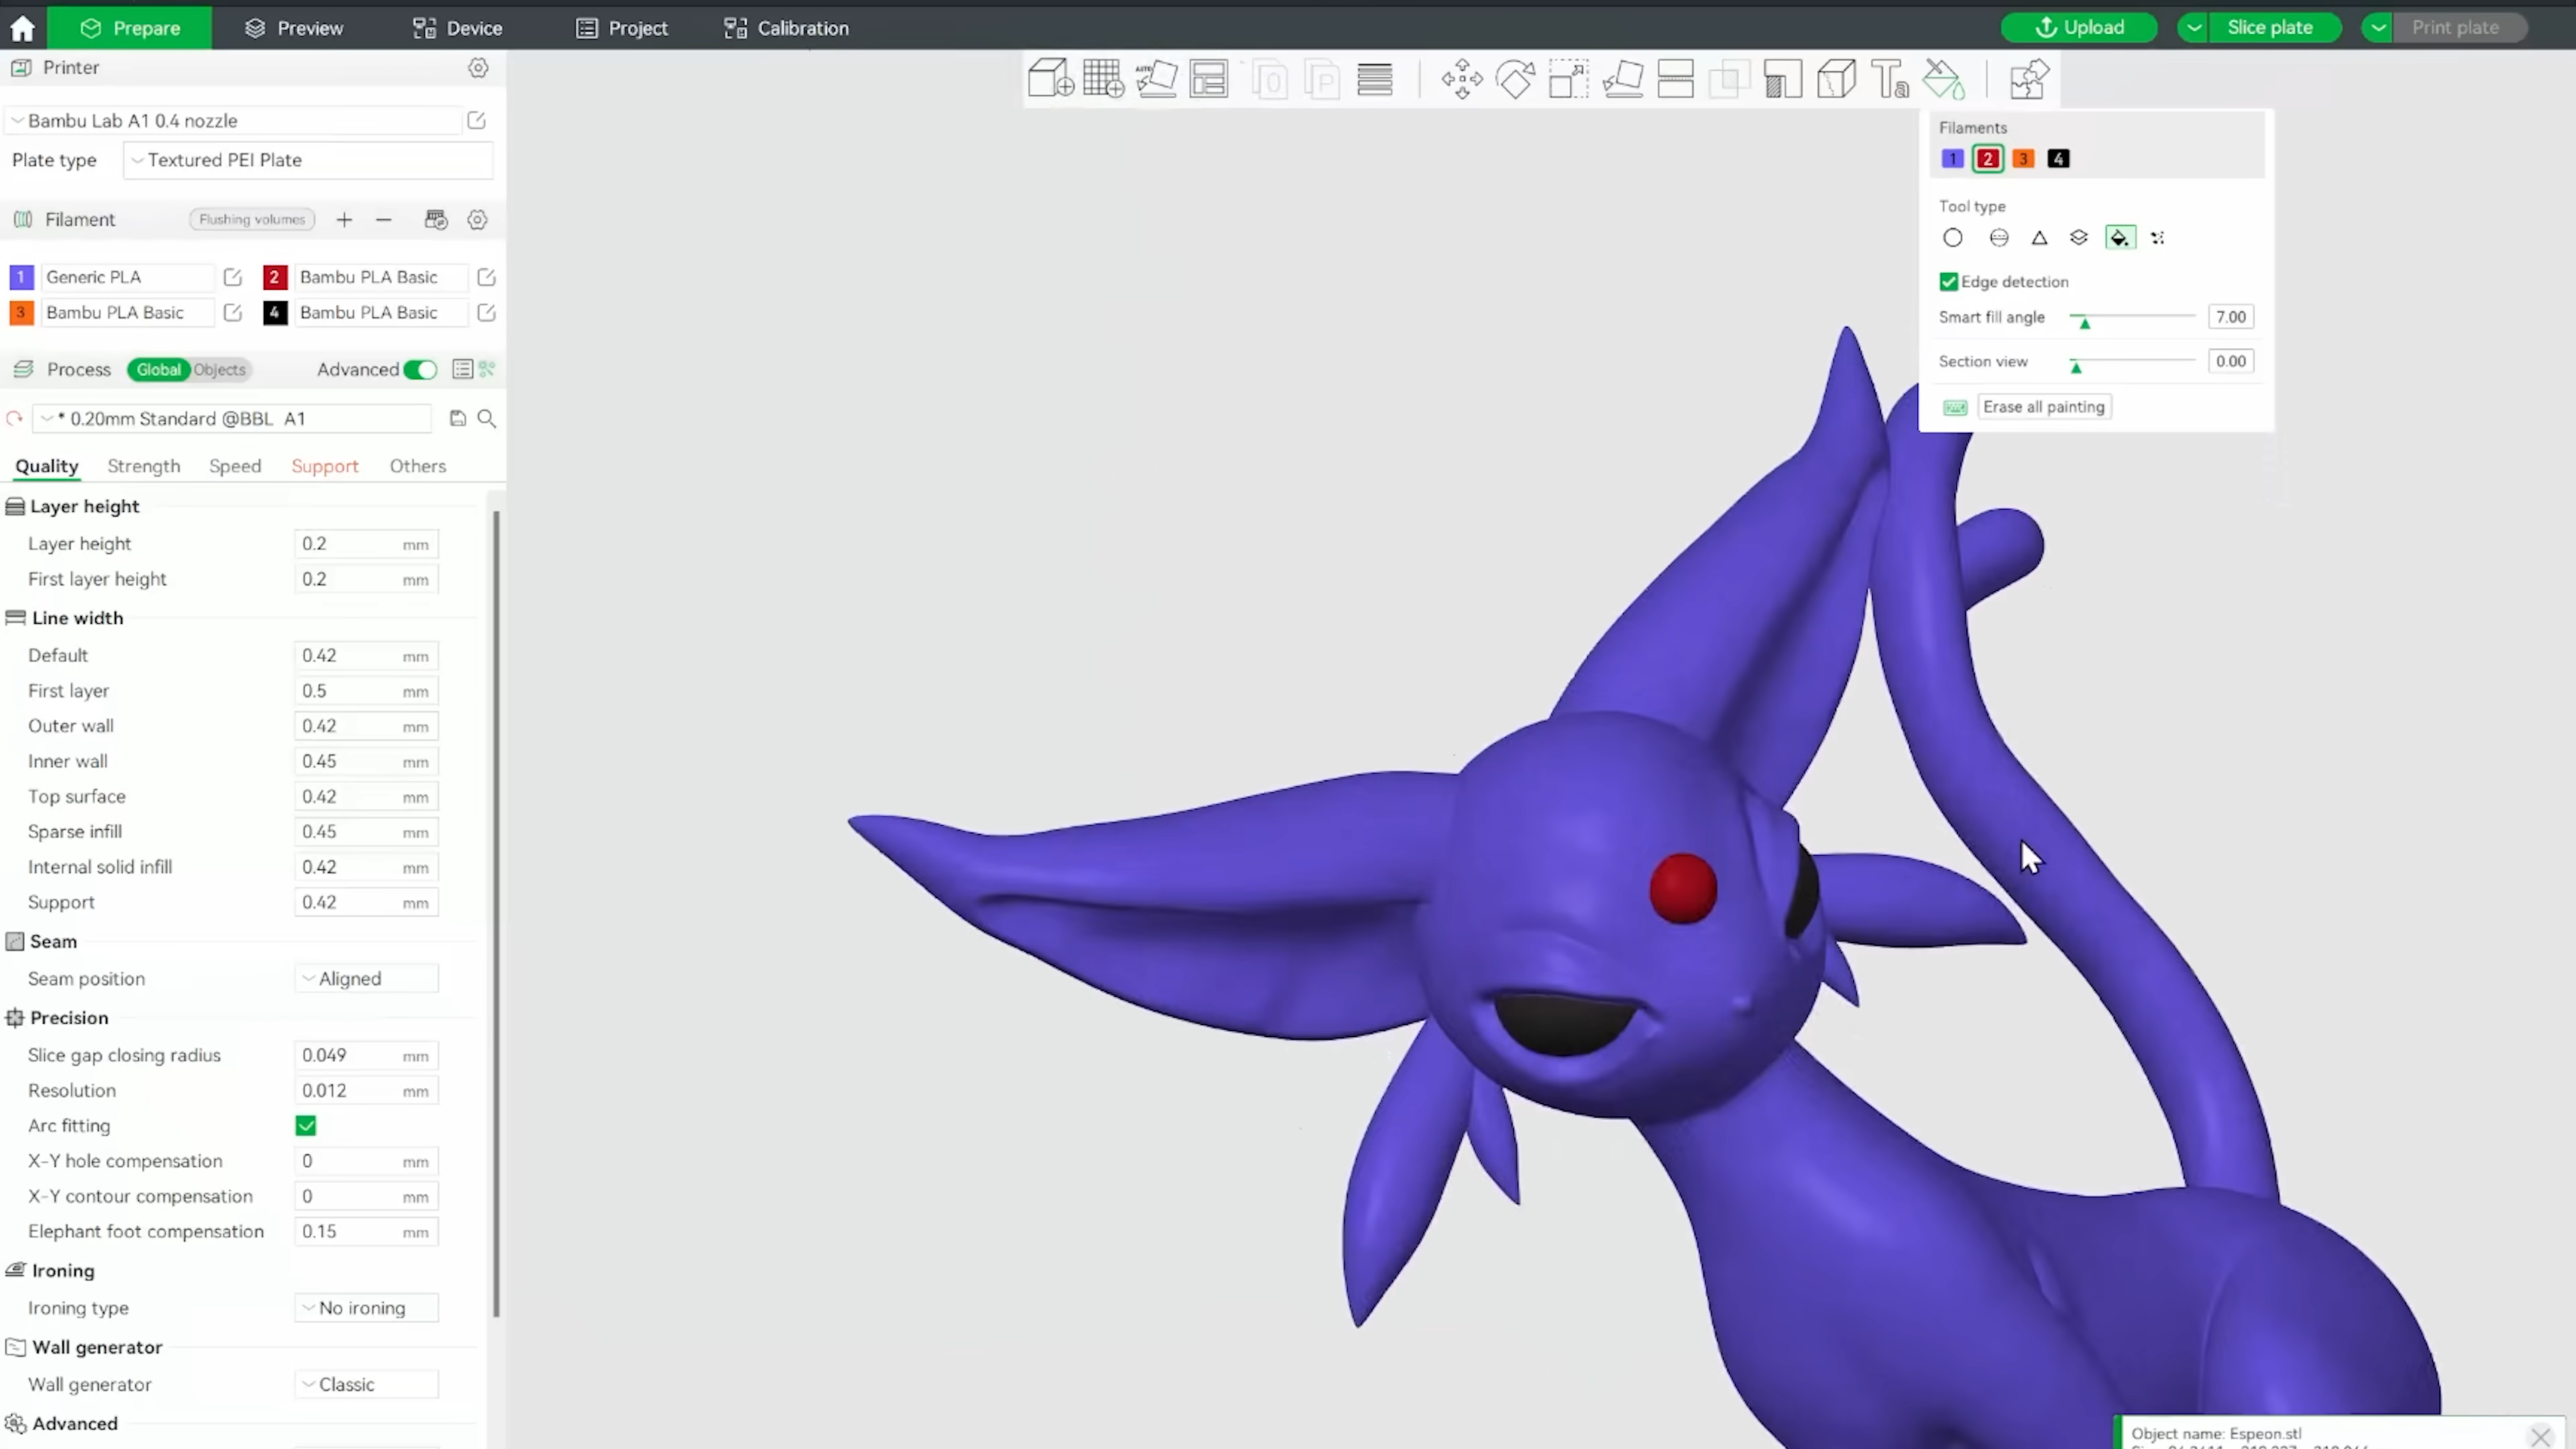 Prepare
Preview
Device
Project
Calibration
Upload
Slice plate
Print plate
Printer
Bambu Lab A1 0.4 nozzle
Plate type
Textured PEI Plate
Filament
Flushing volumes
1 Generic PLA
2 Bambu PLA Basic
3 Bambu PLA Basic
4 Bambu PLA Basic
Process
Global
Objects
Advanced
* 0.20mm Standard @BBL A1
Quality
Strength
Speed
Support
Others
Layer height
Layer height 0.2 mm
First layer height 0.2 mm
Line width
Default 0.42 mm
First layer 0.5 mm
Outer wall 0.42 mm
Inner wall 0.45 mm
Top surface 0.42 mm
Sparse infill 0.45 mm
Internal solid infill 0.42 mm
Support 0.42 mm
Seam
Seam position Aligned
Precision
Slice gap closing radius 0.049 mm
Resolution 0.012 mm
Arc fitting
X-Y hole compensation 0 mm
X-Y contour compensation 0 mm
Elephant foot compensation 0.15 mm
Ironing
Ironing type No ironing
Wall generator
Wall generator Classic
Advanced
AUTO
0
P
Ta
Filaments
1 2 3 4
Tool type
Edge detection
Smart fill angle 7.00
Section view 0.00
Erase all painting
Object name: Espeon.stl